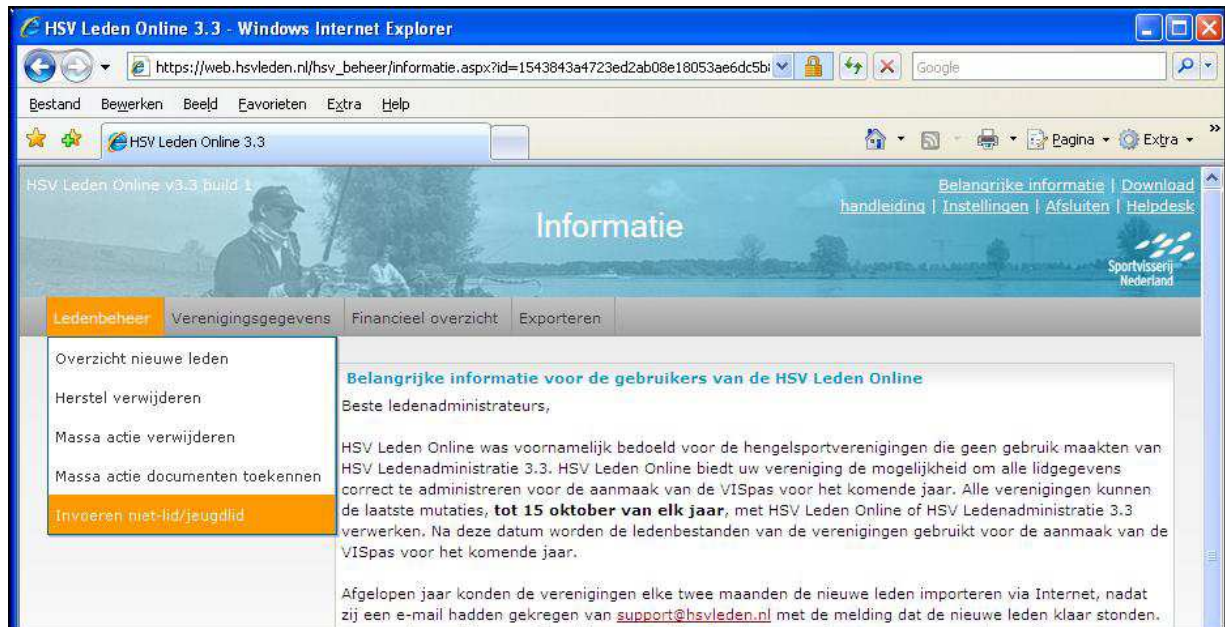 HSV Leden Online 3.3 - Windows Internet Explorer
https://web.hsvleden.nl/hsv_beheer/informatie.aspx?id=1543843a4723ed2ab08e18053ae6dc5b
Google
Bestand Bewerken Beeld Favorieten Extra Help
HSV Leden Online 3.3
Pagina Extra »
HSV Leden Online v3.3 build 1
Belangrijke informatie | Download
handleiding | Instellingen | Afsluiten | Helpdesk
Informatie
Sportvisserij
Nederland
Ledenbeheer Verenigingsgegevens Financieel overzicht Exporteren
Overzicht nieuwe leden
Herstel verwijderen
Massa actie verwijderen
Massa actie documenten toekennen
Invoeren niet-lid/jeugdlid
Belangrijke informatie voor de gebruikers van de HSV Leden Online
Beste ledenadministrateurs,
HSV Leden Online was voornamelijk bedoeld voor de hengelsportverenigingen die geen gebruik maakten van
HSV Ledenadministratie 3.3. HSV Leden Online biedt uw vereniging de mogelijkheid om alle lidgegevens
correct te administreren voor de aanmaak van de VISpas voor het komende jaar. Alle verenigingen kunnen
de laatste mutaties, tot 15 oktober van elk jaar, met HSV Leden Online of HSV Ledenadministratie 3.3
verwerken. Na deze datum worden de ledenbestanden van de verenigingen gebruikt voor de aanmaak van de
VISpas voor het komende jaar.
Afgelopen jaar konden de verenigingen elke twee maanden de nieuwe leden importeren via Internet, nadat
zij een e-mail hadden gekregen van support@hsvleden.nl met de melding dat de nieuwe leden klaar stonden.